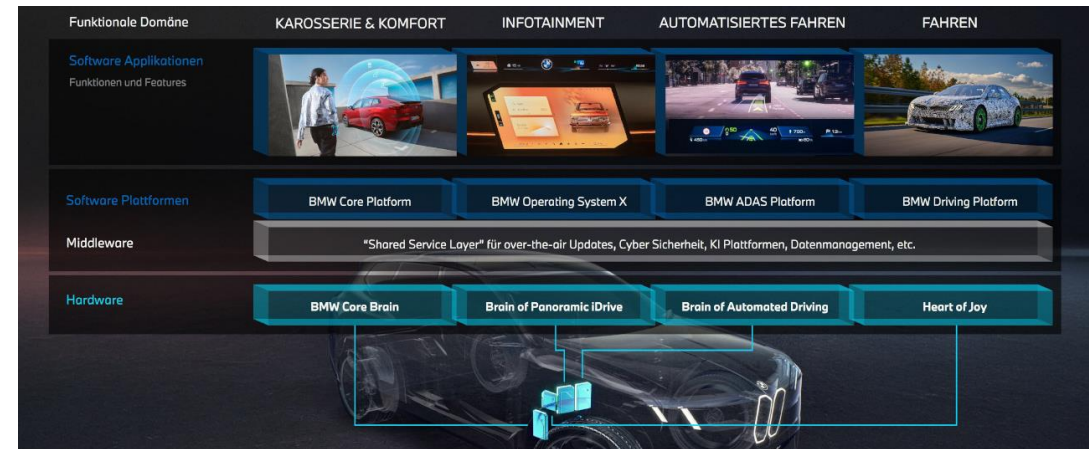 Funktionale Domäne
KAROSSERIE & KOMFORT
INFOTAINMENT
AUTOMATISIERTES FAHREN
FAHREN
Software Applikationen
Funktionen und Features
Software Plattformen
BMW Core Platform
BMW Operating System X
BMW ADAS Platform
BMW Driving Platform
Middleware
"Shared Service Layer" für over-the-air Updates, Cyber Sicherheit, KI Plattformen, Datenmanagement, etc.
Hardware
BMW Core Brain
Brain of Panoramic iDrive
Brain of Automated Driving
Heart of Joy